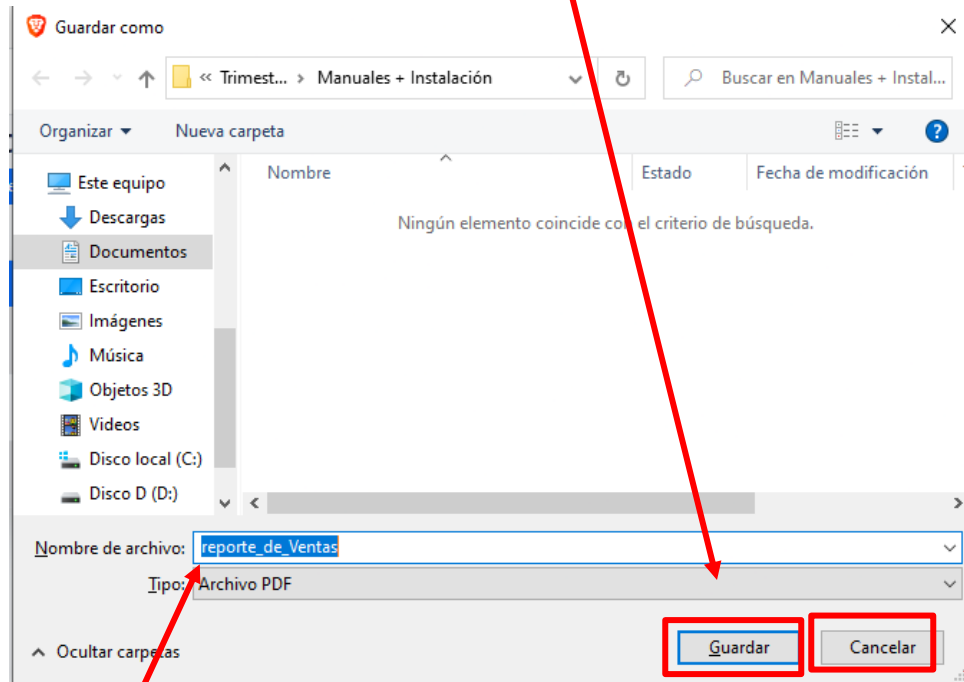 Guardar como
« Trimest... › Manuales + Instalación
Buscar en Manuales + Instal...
Organizar
Nueva carpeta
?
Nombre
Estado
Fecha de modificación
Este equipo
Ningún elemento coincide con el criterio de búsqueda.
Descargas
Documentos
Escritorio
Imágenes
Música
Objetos 3D
Videos
Disco local (C:)
Disco D (D:)
Nombre de archivo: reporte_de_Ventas
Tipo: Archivo PDF
Ocultar carpetas
Guardar
Cancelar